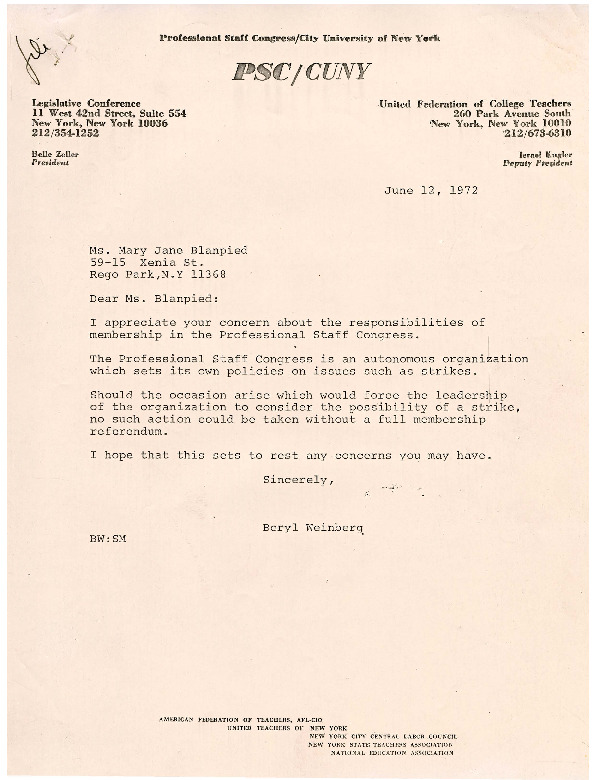 file
Professional Staff Congress/City University of New York
PSC/CUNY
Legislative Conference
11 West 42nd Street, Suite 554
New York, New York 10036
212/354-1252
Belle Zeller
President
United Federation of College Teachers
260 Park Avenue South
New York, New York 10010
212/673-6310
Israel Kugler
Deputy President
June 12, 1972
Ms. Mary Jane Blanpied
59-15 Xenia St.
Rego Park,N.Y 11368
Dear Ms. Blanpied:
I appreciate your concern about the responsibilities of
membership in the Professional Staff Congress.
The Professional Staff Congress is an autonomous organization
which sets its own policies on issues such as strikes.
Should the occasion arise which would force the leadership
of the organization to consider the possibility of a strike,
no such action could be taken without a full membership
referendum.
I hope that this sets to rest any concerns you may have.
Sincerely,
Beryl Weinberg
BW:SM
AMERICAN FEDERATION OF TEACHERS, AFL-CIO
UNITED TEACHERS OF NEW YORK
NEW YORK CITY CENTRAL LABOR COUNCIL
NEW YORK STATE TEACHERS ASSOCIATION
NATIONAL EDUCATION ASSOCIATION